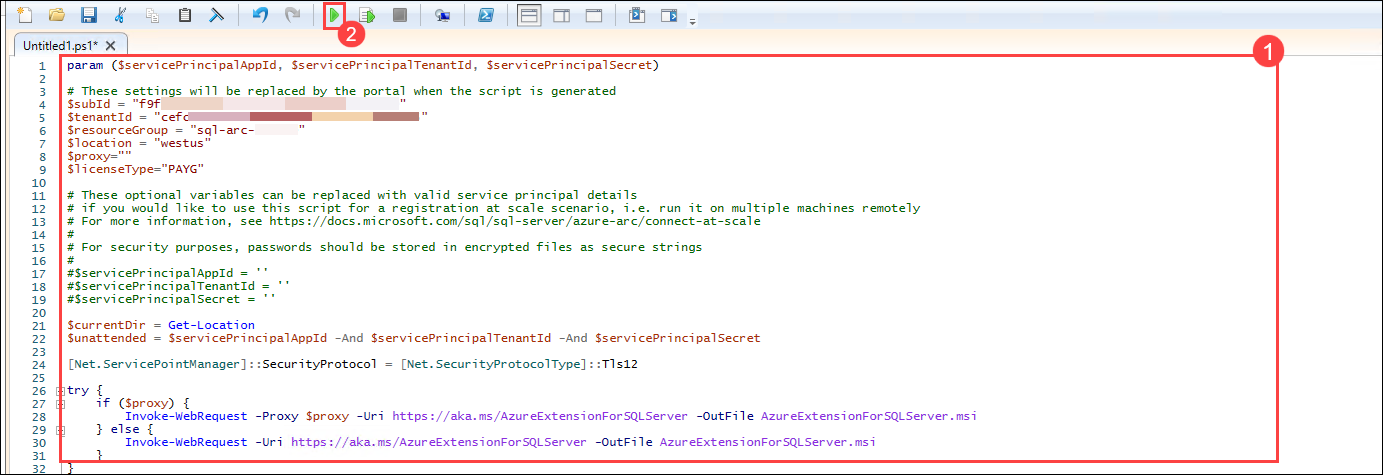 2
Untitled1.ps1* X
1
1 param ($servicePrincipalAppId, $servicePrincipalTenantId, $servicePrincipalSecret)
2
3 # These settings will be replaced by the portal when the script is generated
4 $subId = "f9f "
5 $tenantId = "cefc "
6 $resourceGroup = "sql-arc- "
7 $location = "westus"
8 $proxy=""
9 $licenseType="PAYG"
10
11 # These optional variables can be replaced with valid service principal details
12 # if you would like to use this script for a registration at scale scenario, i.e. run it on multiple machines remotely
13 # For more information, see https://docs.microsoft.com/sql/sql-server/azure-arc/connect-at-scale
14 #
15 # For security purposes, passwords should be stored in encrypted files as secure strings
16 #
17 #$servicePrincipalAppId = ''
18 #$servicePrincipalTenantId = ''
19 #$servicePrincipalSecret = ''
20
21 $currentDir = Get-Location
22 $unattended = $servicePrincipalAppId -And $servicePrincipalTenantId -And $servicePrincipalSecret
23
24 [Net.ServicePointManager]::SecurityProtocol = [Net.SecurityProtocolType]::Tls12
25
26 try {
27 if ($proxy) {
28 Invoke-WebRequest -Proxy $proxy -Uri https://aka.ms/AzureExtensionForSQLServer -OutFile AzureExtensionForSQLServer.msi
29 } else {
30 Invoke-WebRequest -Uri https://aka.ms/AzureExtensionForSQLServer -OutFile AzureExtensionForSQLServer.msi
31 }
32 }